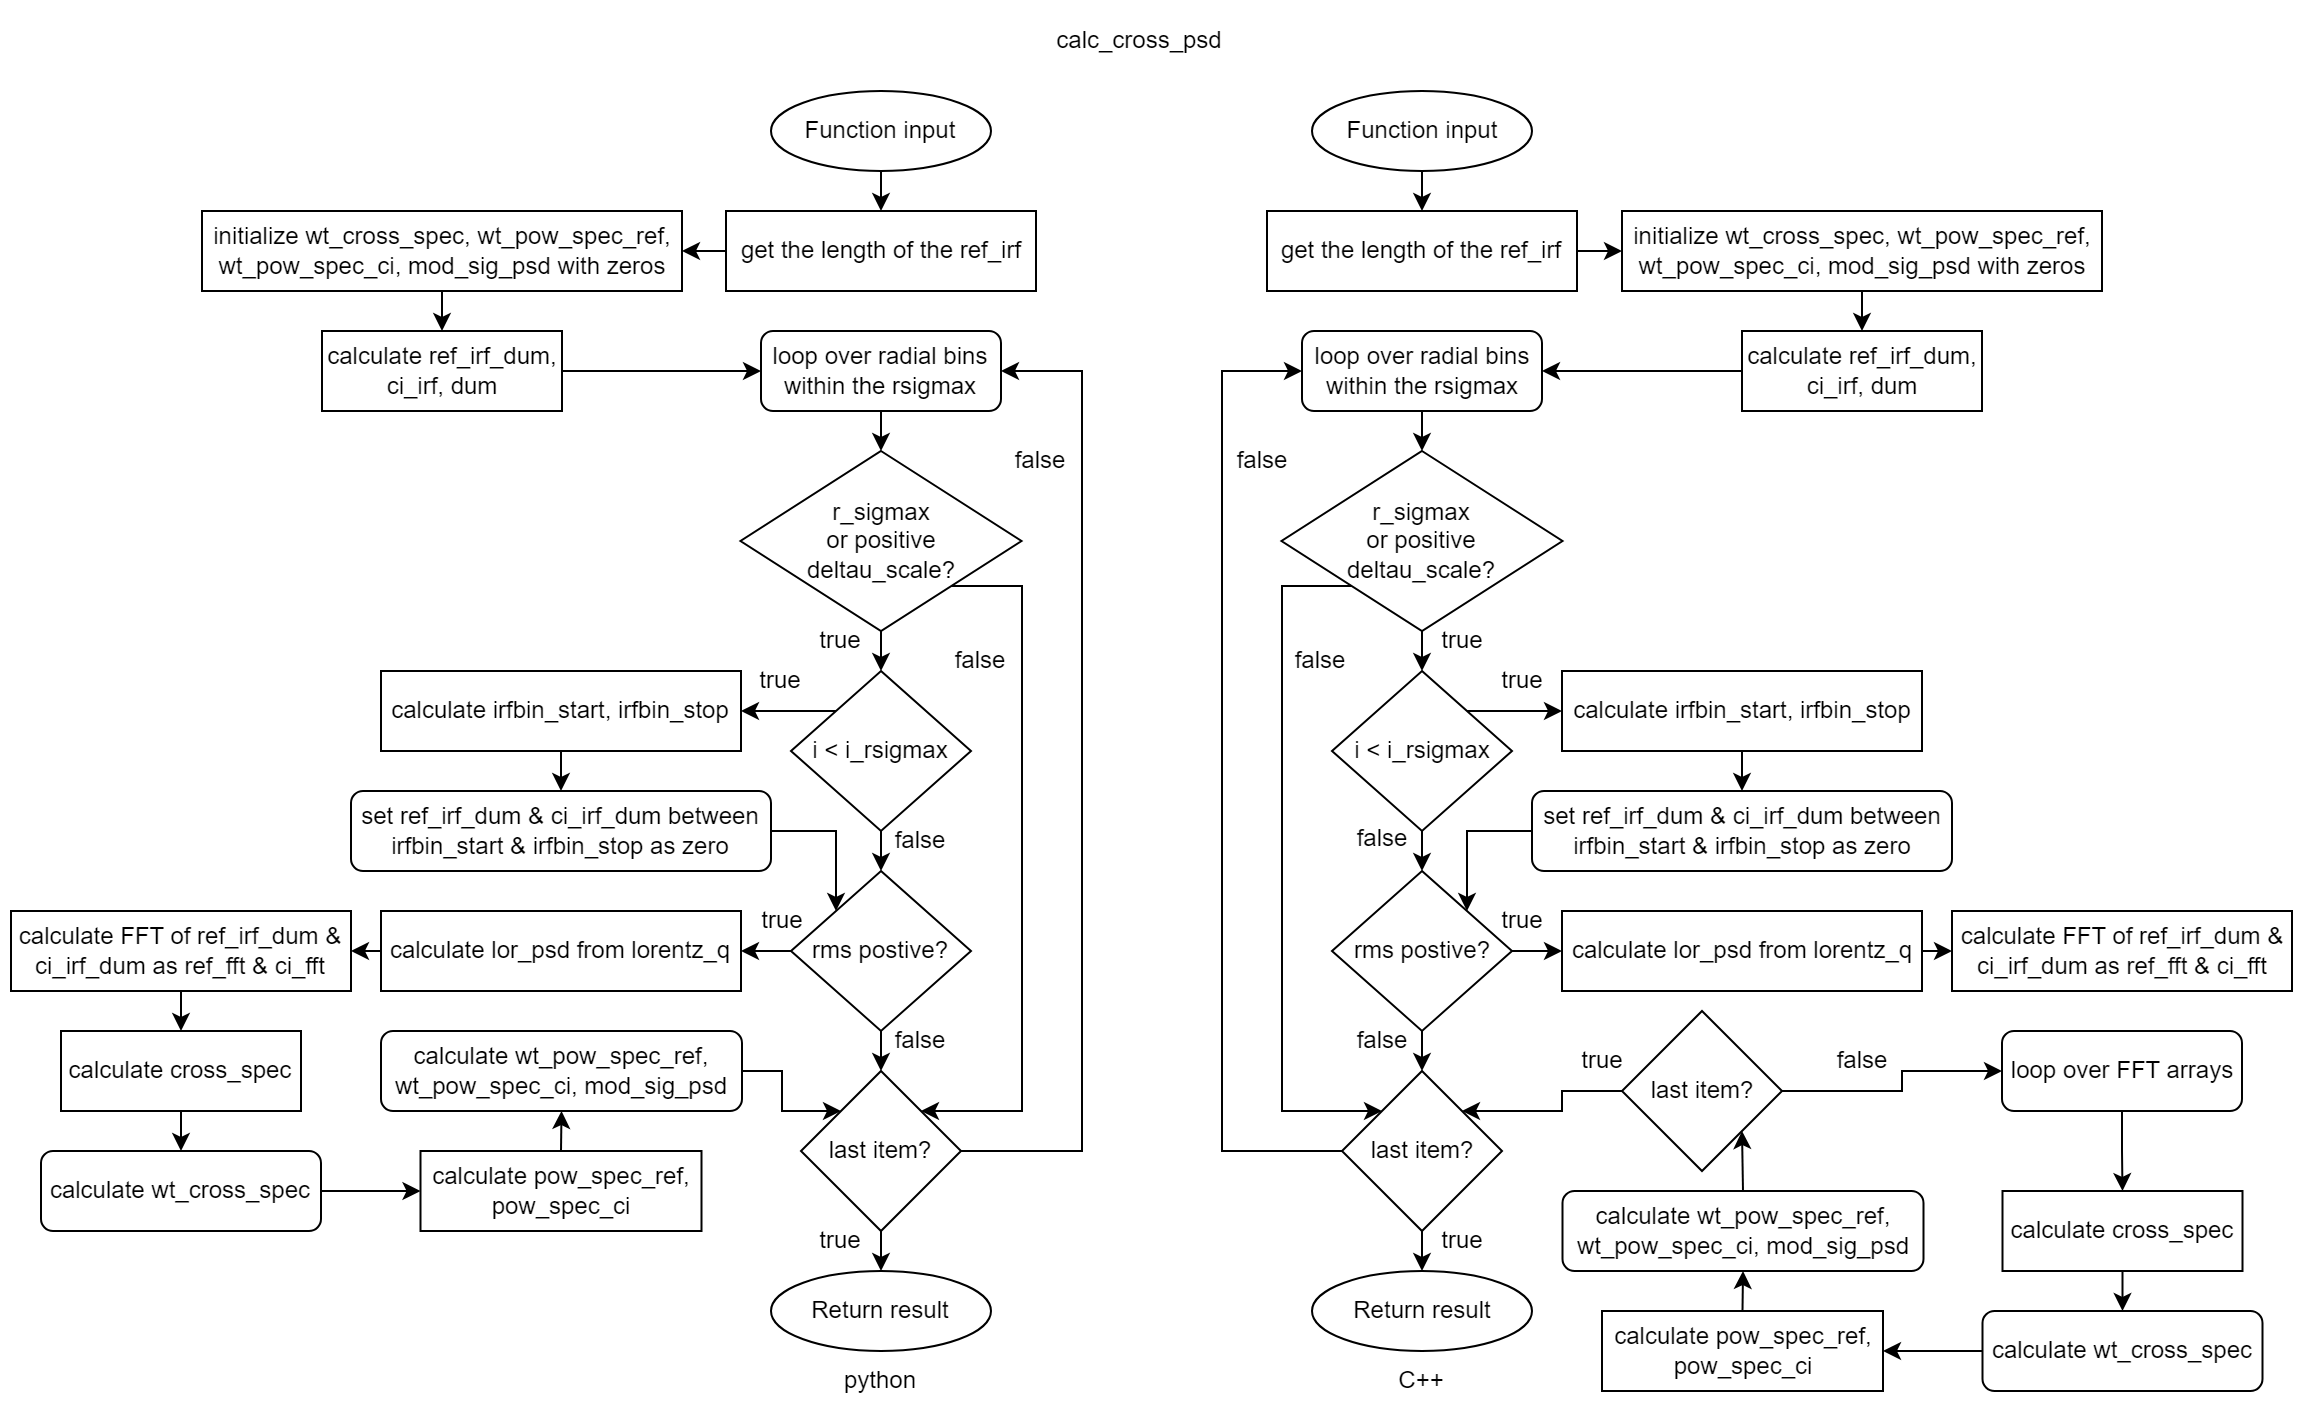 calc_cross_psd
Function input
get the length of the ref_irf
initialize wt_cross_spec, wt_pow_spec_ref,
wt_pow_spec_ci, mod_sig_psd with zeros
calculate ref_irf_dum,
ci_irf, dum
loop over radial bins
within the rsigmax
false
r_sigmax
or positive
deltau_scale?
true
false
true
calculate irfbin_start, irfbin_stop
i < i_rsigmax
set ref_irf_dum & ci_irf_dum between
irfbin_start & irfbin_stop as zero
false
true
rms postive?
calculate lor_psd from lorentz_q
calculate FFT of ref_irf_dum &
ci_irf_dum as ref_fft & ci_fft
false
calculate cross_spec
calculate wt_cross_spec
calculate pow_spec_ref,
pow_spec_ci
calculate wt_pow_spec_ref,
wt_pow_spec_ci, mod_sig_psd
last item?
true
Return result
python
Function input
get the length of the ref_irf
initialize wt_cross_spec, wt_pow_spec_ref,
wt_pow_spec_ci, mod_sig_psd with zeros
calculate ref_irf_dum,
ci_irf, dum
loop over radial bins
within the rsigmax
false
r_sigmax
or positive
deltau_scale?
true
false
true
calculate irfbin_start, irfbin_stop
i < i_rsigmax
set ref_irf_dum & ci_irf_dum between
irfbin_start & irfbin_stop as zero
false
true
rms postive?
calculate lor_psd from lorentz_q
calculate FFT of ref_irf_dum &
ci_irf_dum as ref_fft & ci_fft
false
true
last item?
false
loop over FFT arrays
calculate cross_spec
calculate wt_cross_spec
calculate pow_spec_ref,
pow_spec_ci
calculate wt_pow_spec_ref,
wt_pow_spec_ci, mod_sig_psd
last item?
true
Return result
C++